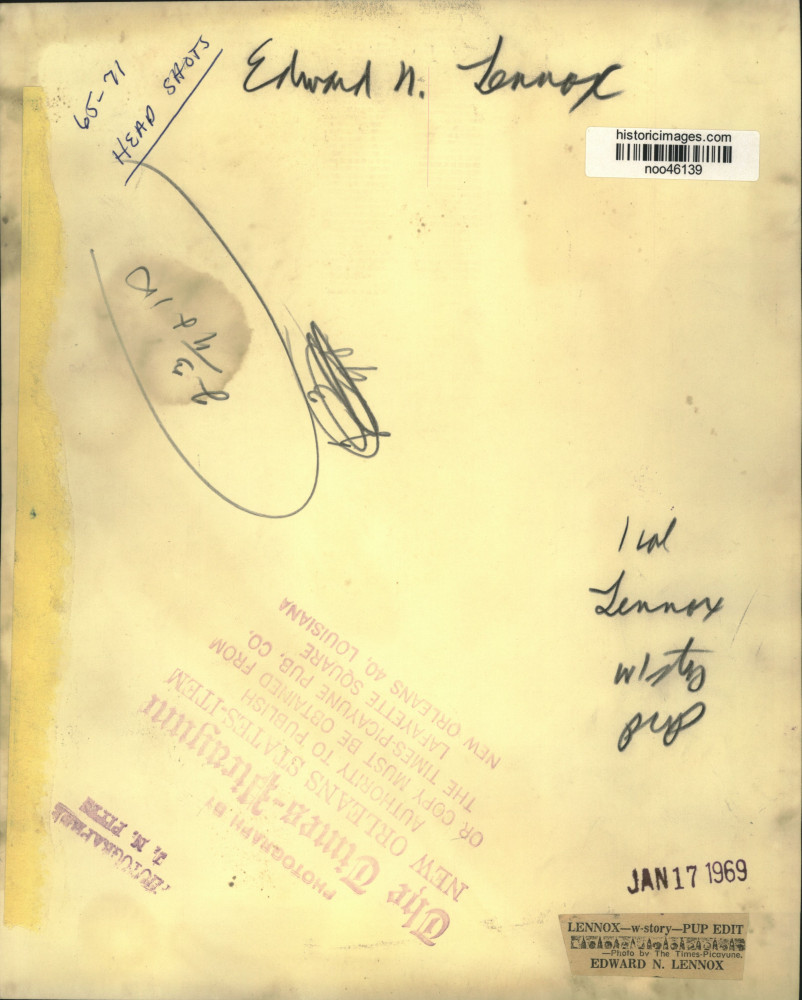 65-71
HEAD SHOTS
Edward N. Lennox
historicimages.com
noo46139
1 col
Lennox
w/sty
pup
PHOTOGRAPH BY
The Times-Picayune
NEW ORLEANS STATES-ITEM
AUTHORITY TO PUBLISH
OR COPY MUST BE OBTAINED FROM
THE TIMES-PICAYUNE PUB. CO.
LAFAYETTE SQUARE
NEW ORLEANS 40, LOUISIANA
PHOTOGRAPHER
JAN 17 1969
LENNOX—w-story—PUP EDIT
—Photo by The Times-Picayune.
EDWARD N. LENNOX